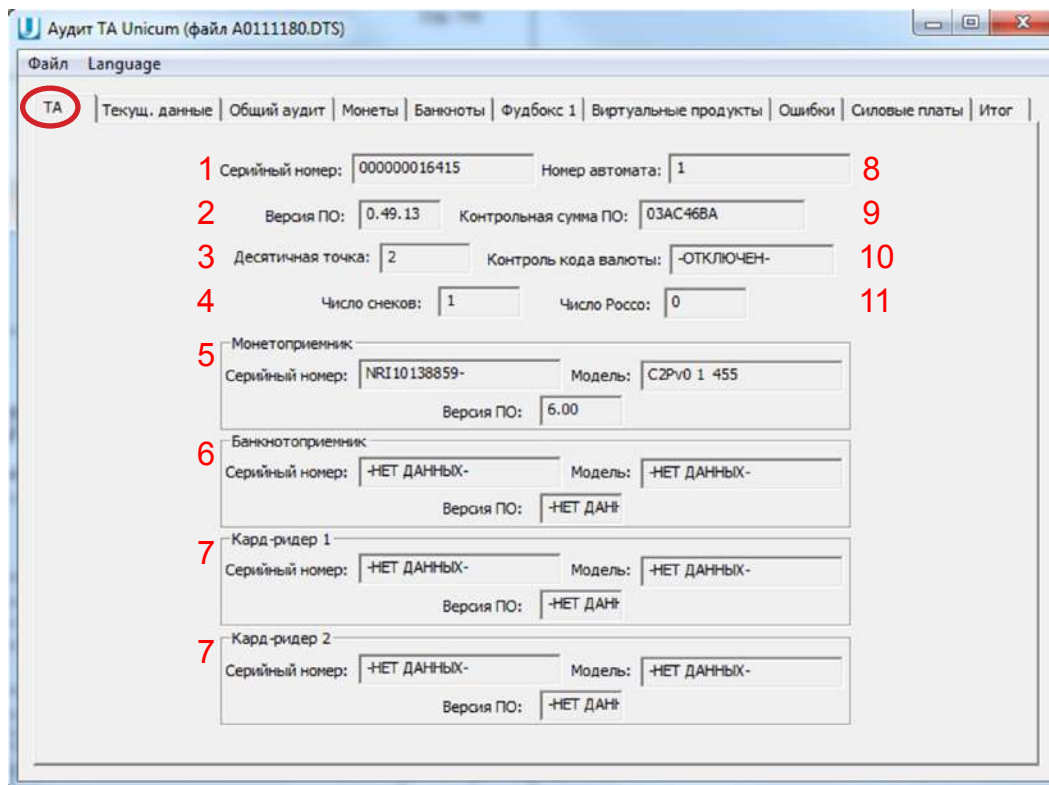 Аудит ТА Unicum (файл A0111180.DTS)
Файл Language
ТА Текущ. данные Общий аудит Монеты Банкноты Фудбокс 1 Виртуальные продукты Ошибки Силовые платы Итог
1 Серийный номер: 000000016415 Номер автомата: 1 8
2 Версия ПО: 0.49.13 Контрольная сумма ПО: 03AC46BA 9
3 Десятичная точка: 2 Контроль кода валюты: -ОТКЛЮЧЕН- 10
4 Число снеков: 1 Число Россо: 0 11
5 Монетоприемник
Серийный номер: NRI10138859- Модель: C2Pv0 1 455
Версия ПО: 6.00
6 Банкнотоприемник
Серийный номер: -НЕТ ДАННЫХ- Модель: -НЕТ ДАННЫХ-
Версия ПО: -НЕТ ДАНН
7 Кард-ридер 1
Серийный номер: -НЕТ ДАННЫХ- Модель: -НЕТ ДАННЫХ-
Версия ПО: -НЕТ ДАНН
7 Кард-ридер 2
Серийный номер: -НЕТ ДАННЫХ- Модель: -НЕТ ДАННЫХ-
Версия ПО: -НЕТ ДАНН